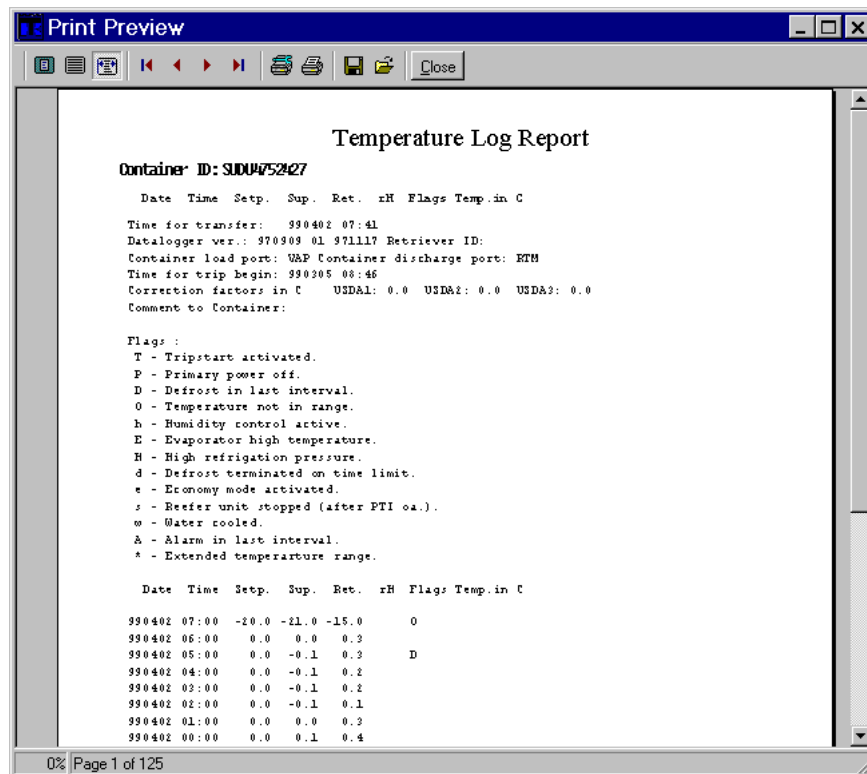 Print Preview
Close
Temperature Log Report
Container ID: SUDU4752427
Date Time Setp. Sup. Ret. rH Flags Temp.in C
Time for transfer: 990402 07:41
Datalogger ver.: 970909 01 971117 Retriever ID:
Container load port: VAP Container discharge port: RTM
Time for trip begin: 990305 08:46
Correction factors in C USDA1: 0.0 USDA2: 0.0 USDA3: 0.0
Comment to Container:
Flags :
T - Tripstart activated.
P - Primary power off.
D - Defrost in last interval.
O - Temperature not in range.
h - Humidity control active.
E - Evaporator high temperature.
H - High refrigation pressure.
d - Defrost terminated on time limit.
e - Economy mode activated.
s - Reefer unit stopped (after PTI oa.).
w - Water cooled.
A - Alarm in last interval.
* - Extended temperarture range.
Date Time Setp. Sup. Ret. rH Flags Temp.in C
990402 07:00 -20.0 -21.0 -15.0 O
990402 06:00 0.0 0.0 0.3
990402 05:00 0.0 -0.1 0.3 D
990402 04:00 0.0 -0.1 0.2
990402 03:00 0.0 -0.1 0.2
990402 02:00 0.0 -0.1 0.1
990402 01:00 0.0 0.0 0.3
990402 00:00 0.0 0.1 0.4
0% Page 1 of 125